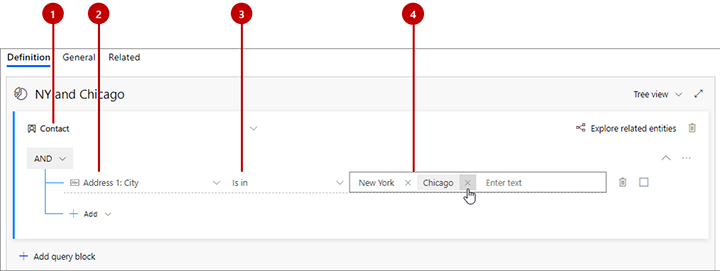 1 2 3 4
Definition General Related
NY and Chicago Tree view
Contact Explore related entities
AND
Address 1: City Is in New York Chicago Enter text
Add
Add query block